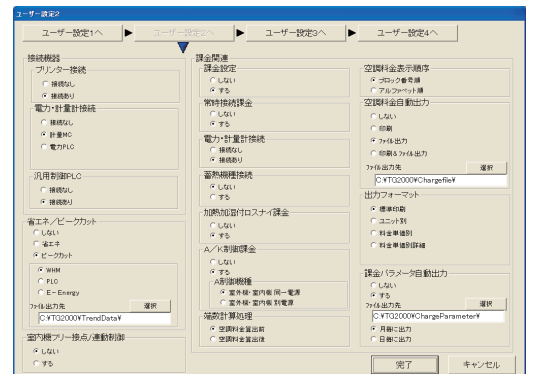 ユーザー設定2
ユーザー設定1へ
ユーザー設定2へ
ユーザー設定3へ
ユーザー設定4へ
接続機器
プリンター接続
接続なし
接続あり
電力・計量計接続
接続なし
計量MC
電力PLC
汎用制御PLC
接続なし
接続あり
省エネ/ピークカット
しない
省エネ
ピークカット
WHM
PLC
E-Energy
ファイル出力先
選択
C:¥TG2000¥TrendData¥
室内機フリー接点/連動制御
しない
する
課金関連
課金設定
しない
する
常時接続課金
しない
する
電力・計量計接続
接続なし
接続あり
蓄熱機種接続
しない
する
加熱加湿付ロスナイ課金
しない
する
A/K制御課金
しない
する
A制御機種
室外機・室内機 同一電源
室外機・室内機 別電源
端数計算処理
空調料金算出前
空調料金算出後
空調料金表示順序
ブロック番号順
アルファベット順
空調料金自動出力
しない
印刷
ファイル出力
印刷&ファイル出力
ファイル出力先
選択
C:¥TG2000¥Chargefile¥
出力フォーマット
標準印刷
ユニット別
料金単価別
料金単価別詳細
課金パラメータ自動出力
しない
する
ファイル出力先
選択
C:¥TG2000¥ChargeParameter¥
月毎に出力
日毎に出力
完了
キャンセル